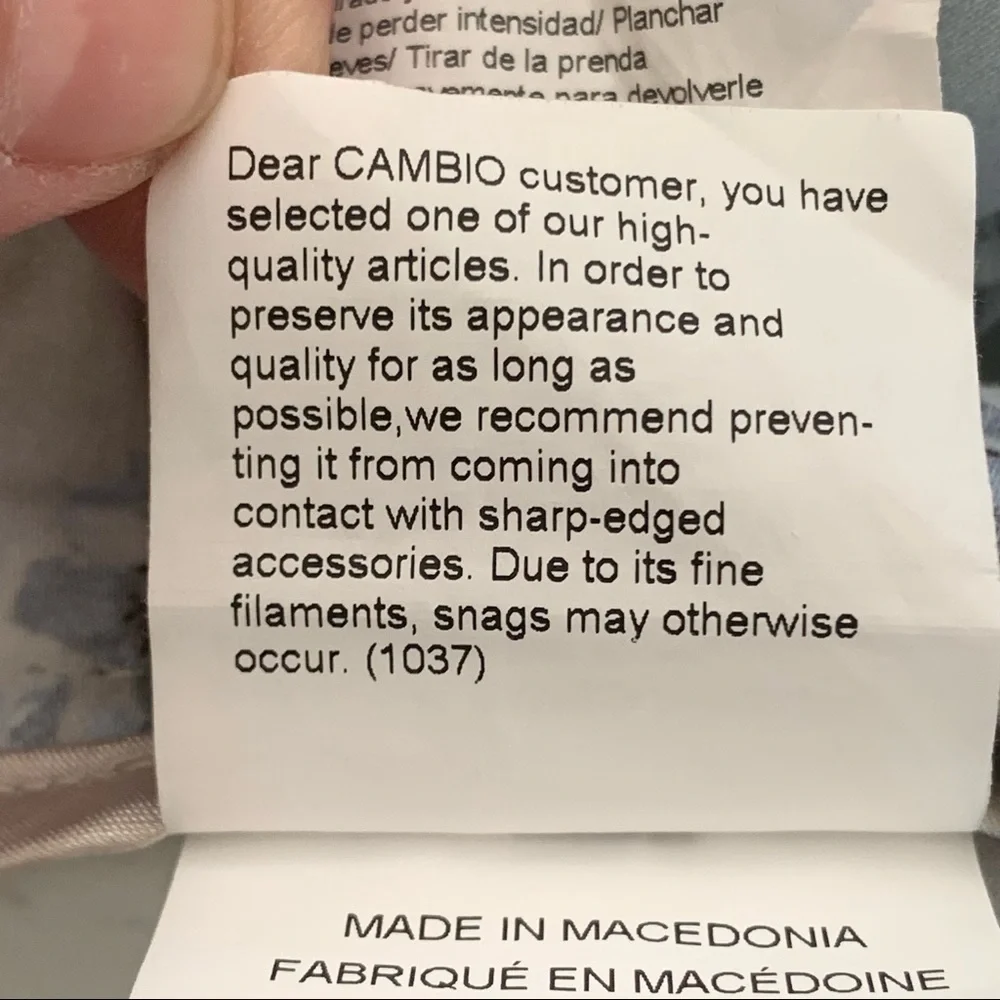 le perder intensidad/ Planchar
eves/ Tirar de la prenda
para devolverle
Dear CAMBIO customer, you have
selected one of our high-
quality articles. In order to
preserve its appearance and
quality for as long as
possible,we recommend preven-
ting it from coming into
contact with sharp-edged
accessories. Due to its fine
filaments, snags may otherwise
occur. (1037)
MADE IN MACEDONIA
FABRIQUÉ EN MACÉDOINE